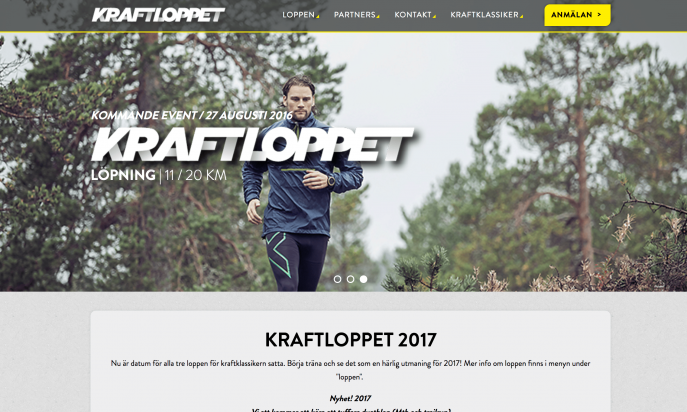 KRAFTLOPPET
LOPPEN
PARTNERS
KONTAKT
KRAFTKLASSIKER
ANMÄLAN >
KOMMANDE EVENT / 27 AUGUSTI 2016
KRAFTLOPPET
LÖPNING | 11 / 20 KM
KRAFTLOPPET 2017
Nu är datum för alla tre loppen för kraftklassikern satta. Börja träna och se det som en härlig utmaning för 2017! Mer info om loppen finns i menyn under
"loppen".
Nyhet! 2017